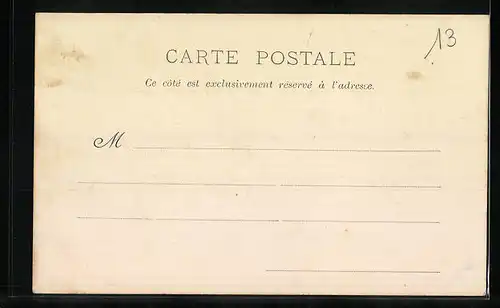 13
CARTE POSTALE
Ce côté est exclusivement réservé à l'adresse.
M